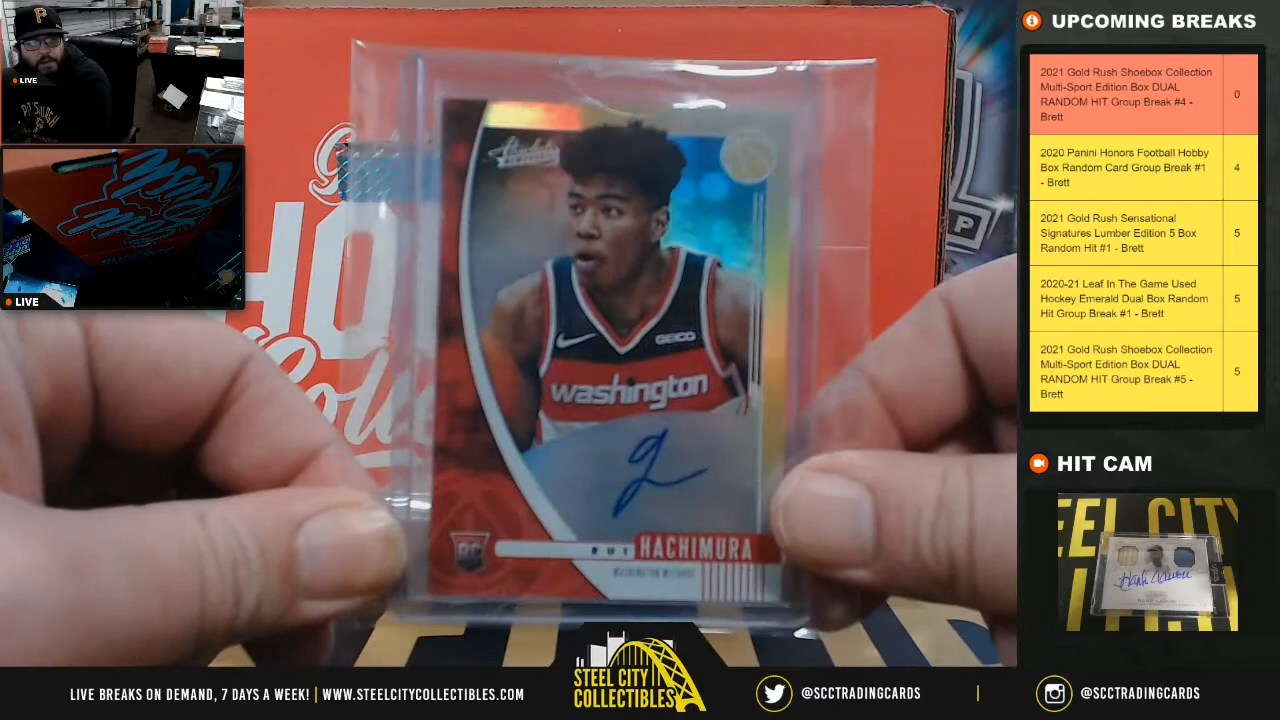 LIVE
LIVE
Absolute
GEICO
washington
RC
RUI HACHIMURA
WASHINGTON WIZARDS
P
UPCOMING BREAKS
2021 Gold Rush Shoebox Collection
Multi-Sport Edition Box DUAL
RANDOM HIT Group Break #4 -
Brett
0
2020 Panini Honors Football Hobby
Box Random Card Group Break #1
- Brett
4
2021 Gold Rush Sensational
Signatures Lumber Edition 5 Box
Random Hit #1 - Brett
5
2020-21 Leaf In The Game Used
Hockey Emerald Dual Box Random
Hit Group Break #1 - Brett
5
2021 Gold Rush Shoebox Collection
Multi-Sport Edition Box DUAL
RANDOM HIT Group Break #5 -
Brett
5
HIT CAM
LIVE BREAKS ON DEMAND, 7 DAYS A WEEK! | WWW.STEELCITYCOLLECTIBLES.COM
STEEL CITY
COLLECTIBLES
@SCCTRADINGCARDS
|
@SCCTRADINGCARDS